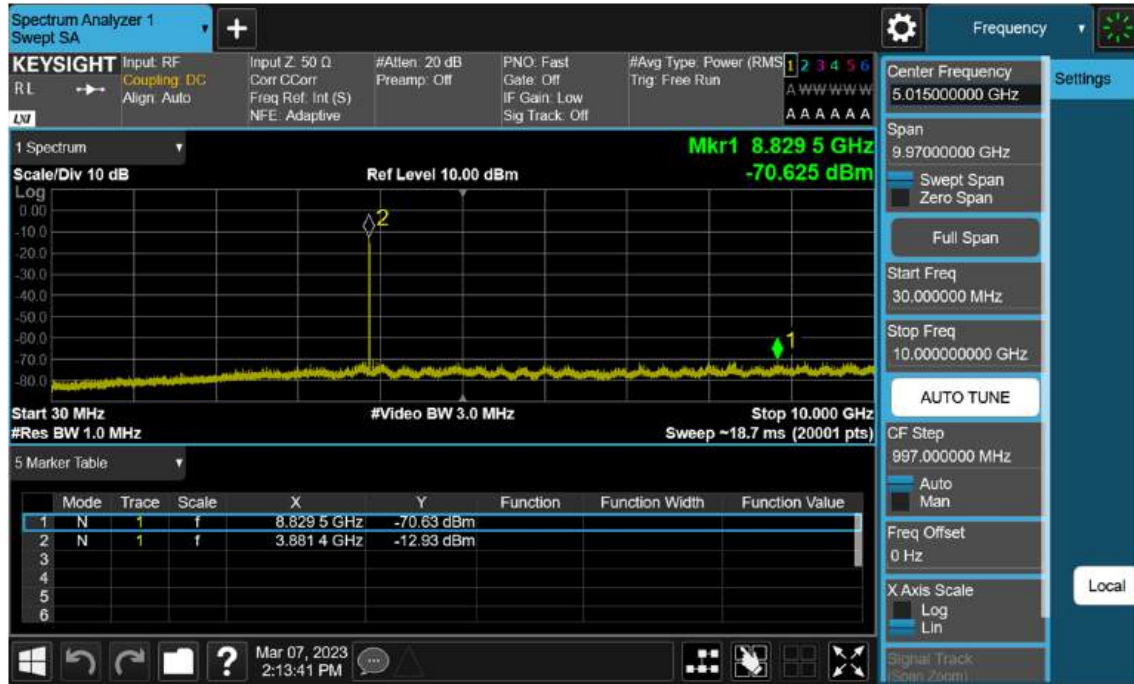 Spectrum Analyzer 1
Swept SA
Frequency
KEYSIGHT
RL
LXI
Input: RF
Coupling: DC
Align: Auto
Input Z: 50 Ω
Corr CCorr
Freq Ref: Int (S)
NFE: Adaptive
#Atten: 20 dB
Preamp: Off
PNO: Fast
Gate: Off
IF Gain: Low
Sig Track: Off
#Avg Type: Power (RMS
Trig: Free Run
1 2 3 4 5 6
A W W W W W
A A A A A A
1 Spectrum
Scale/Div 10 dB
Ref Level 10.00 dBm
Mkr1 8.829 5 GHz
-70.625 dBm
Log
0.00
-10.0
-20.0
-30.0
-40.0
-50.0
-60.0
-70.0
-80.0
2
1
Start 30 MHz
#Video BW 3.0 MHz
Stop 10.000 GHz
#Res BW 1.0 MHz
Sweep ~18.7 ms (20001 pts)
5 Marker Table
Mode Trace Scale X Y Function Function Width Function Value
1 N 1 f 8.829 5 GHz -70.63 dBm
2 N 1 f 3.881 4 GHz -12.93 dBm
3
4
5
6
Mar 07, 2023
2:13:41 PM
Center Frequency
5.015000000 GHz
Settings
Span
9.97000000 GHz
Swept Span
Zero Span
Full Span
Start Freq
30.000000 MHz
Stop Freq
10.000000000 GHz
AUTO TUNE
CF Step
997.000000 MHz
Auto
Man
Freq Offset
0 Hz
X Axis Scale
Log
Lin
Local
Signal Track
(Span Zoom)